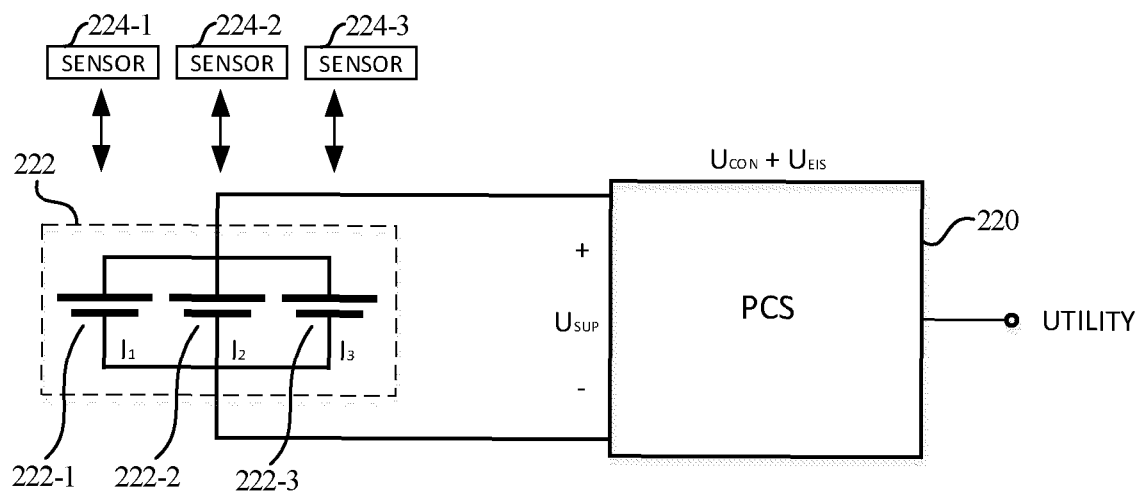 224-1
224-2
224-3
SENSOR
SENSOR
SENSOR
222
UCON + UEIS
220
+
PCS
USUP
UTILITY
J1
J2
J3
-
222-1
222-2
222-3